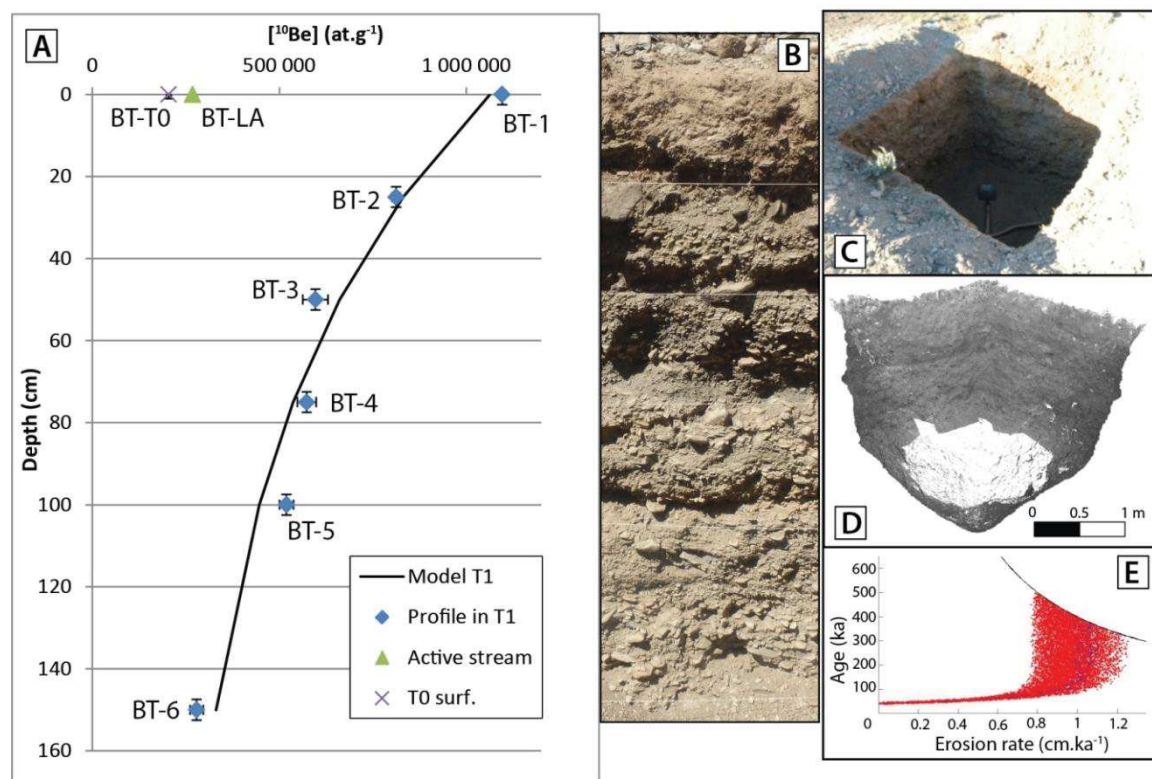 A
[¹⁰Be] (at.g⁻¹)
0 500 000 1 000 000
0
20
40
60
80
100
120
140
160
Depth (cm)
BT-T0
BT-LA
BT-1
BT-2
BT-3
BT-4
BT-5
BT-6
Model T1
Profile in T1
Active stream
T0 surf.
B
C
D
0 0.5 1 m
E
600
500
400
300
200
100
Age (ka)
0 0.2 0.4 0.6 0.8 1 1.2
Erosion rate (cm.ka⁻¹)